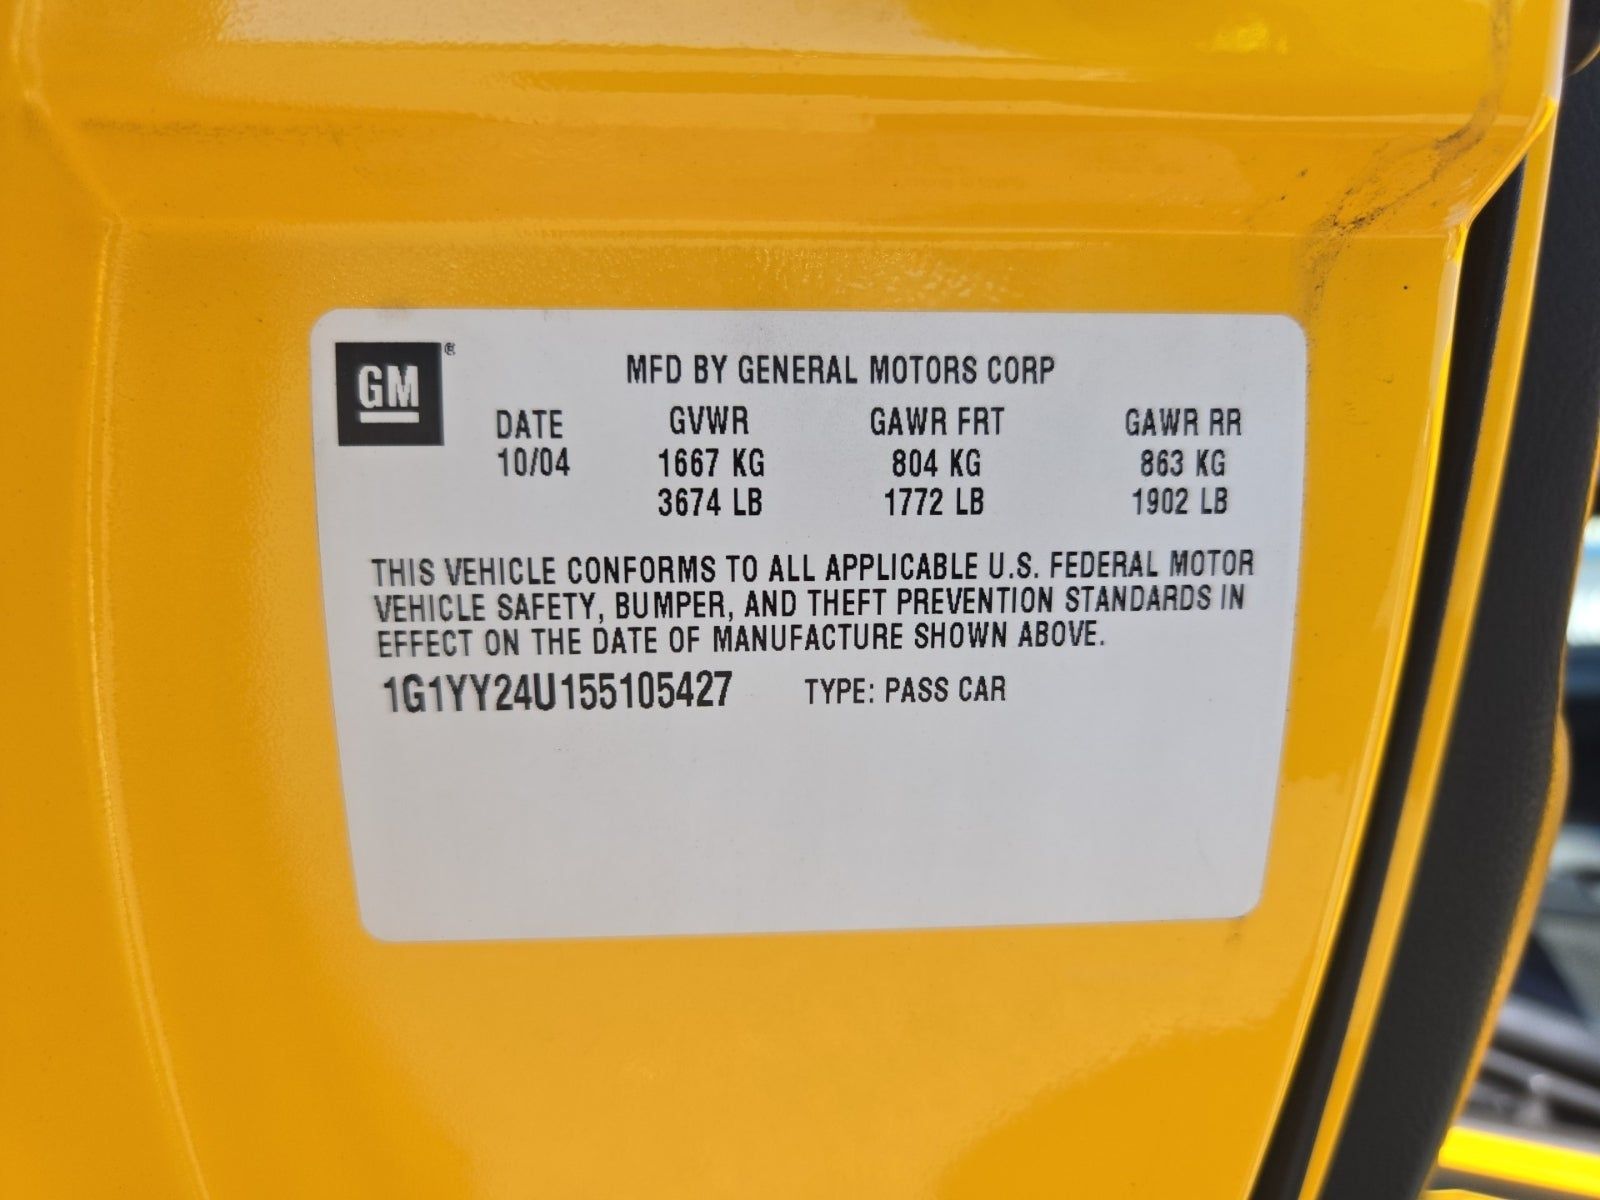 GM ®
MFD BY GENERAL MOTORS CORP
DATE GVWR GAWR FRT GAWR RR
10/04 1667 KG 804 KG 863 KG
3674 LB 1772 LB 1902 LB
THIS VEHICLE CONFORMS TO ALL APPLICABLE U.S. FEDERAL MOTOR
VEHICLE SAFETY, BUMPER, AND THEFT PREVENTION STANDARDS IN
EFFECT ON THE DATE OF MANUFACTURE SHOWN ABOVE.
1G1YY24U155105427 TYPE: PASS CAR